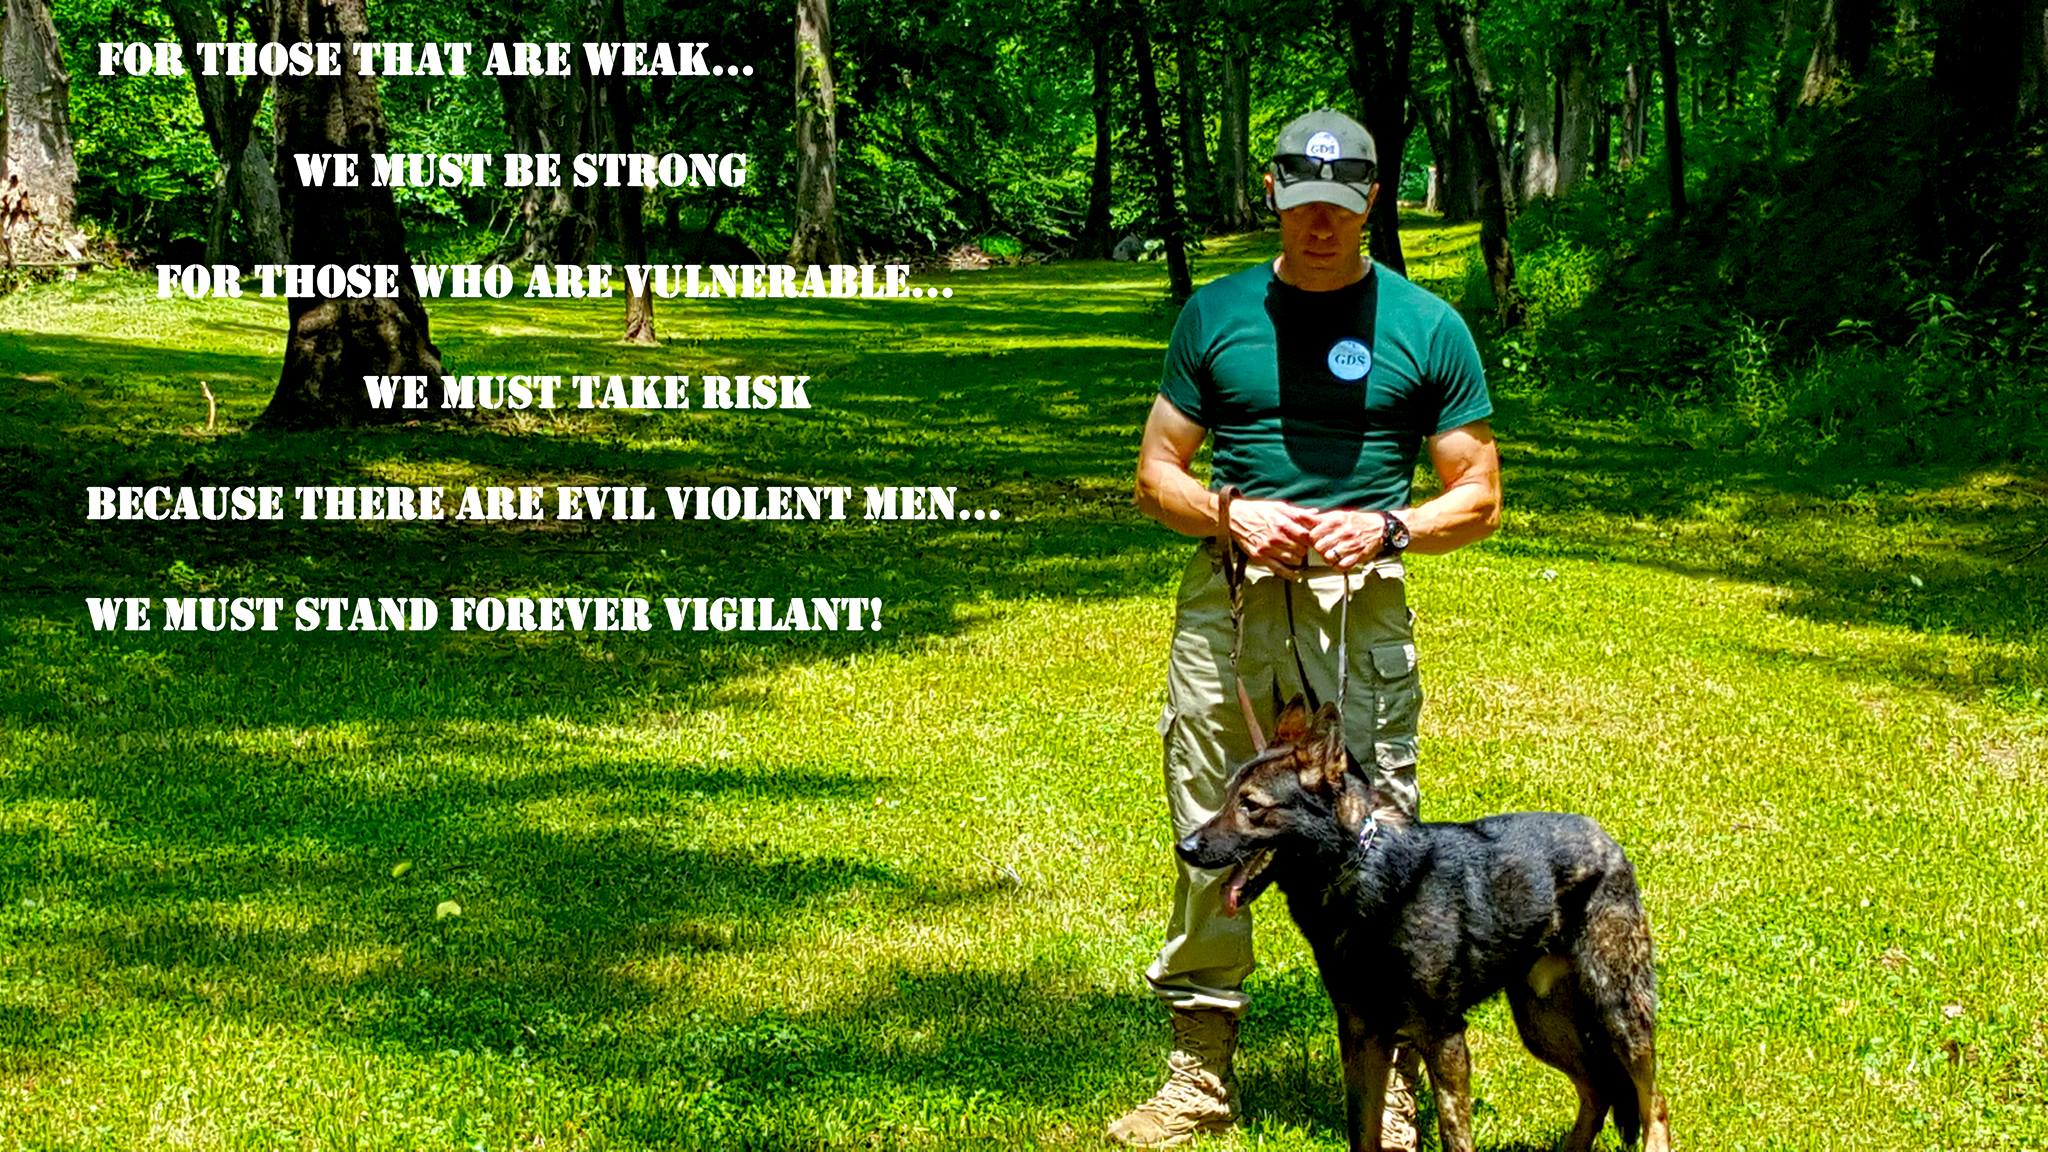 FOR THOSE THAT ARE WEAK...
WE MUST BE STRONG
FOR THOSE WHO ARE VULNERABLE...
WE MUST TAKE RISK
BECAUSE THERE ARE EVIL VIOLENT MEN...
WE MUST STAND FOREVER VIGILANT!
GDS
GDS